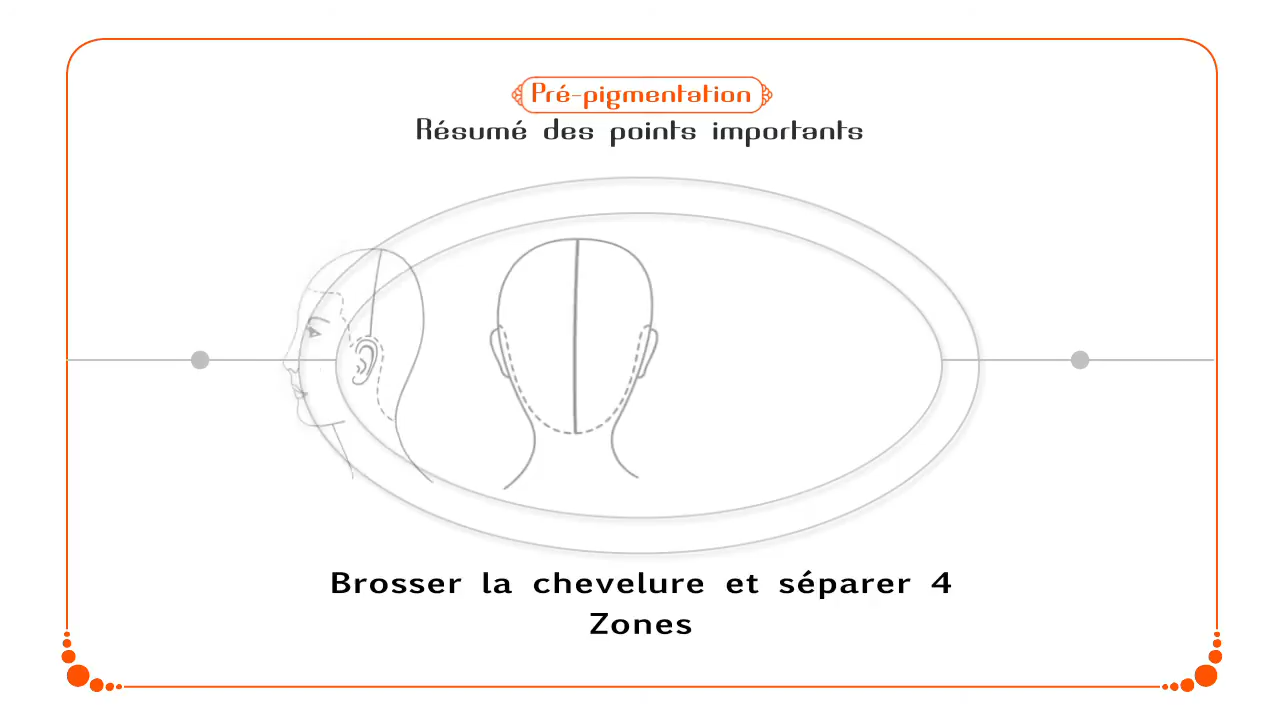 Pré-pigmentation
Résumé des points importants
Brosser la chevelure et séparer 4
Zones